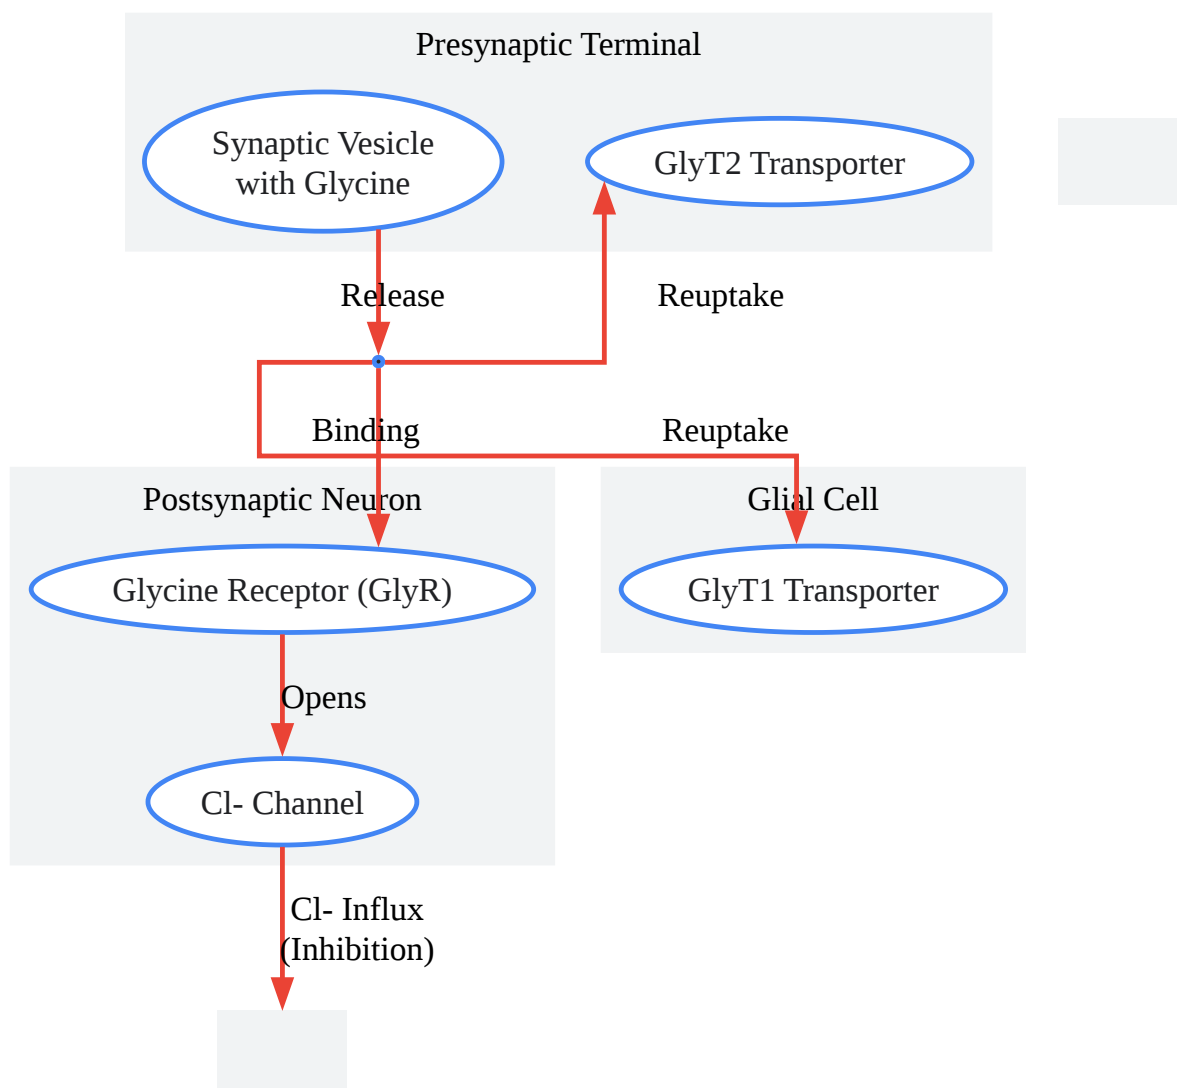 Presynaptic Terminal
Synaptic Vesicle
with Glycine
GlyT2 Transporter
Release
Reuptake
Binding
Reuptake
Postsynaptic Neuron
Glial Cell
Glycine Receptor (GlyR)
GlyT1 Transporter
Opens
Cl- Channel
Cl- Influx
(Inhibition)